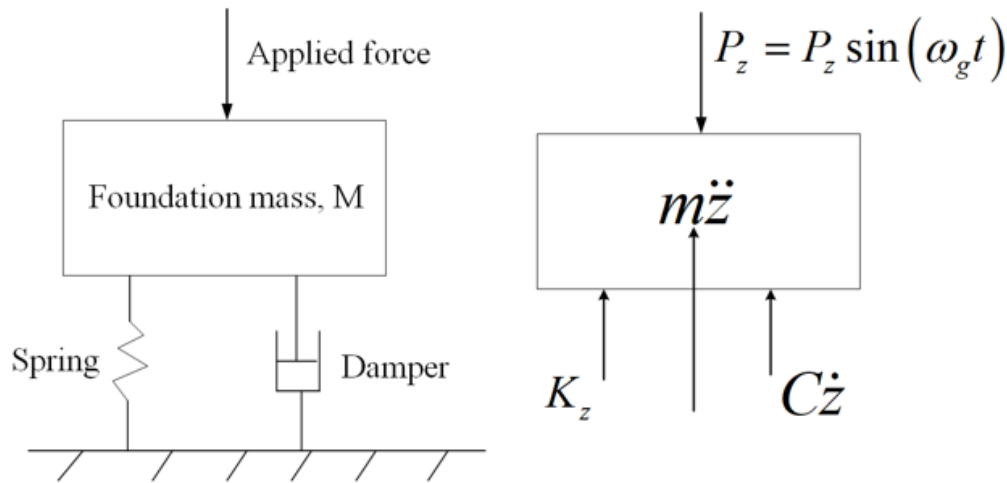 Applied force
Foundation mass, M
Spring
Damper
P_z = P_z sin(ω_g t)
mz̈
K_z
Cż